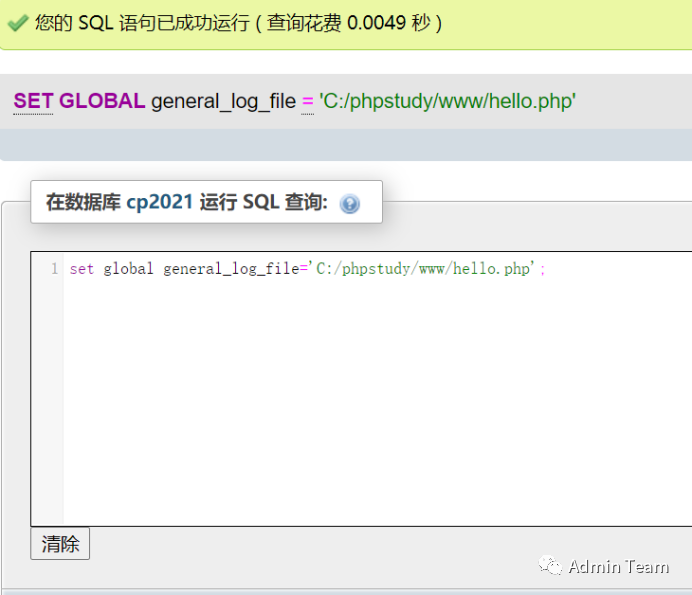 您的 SQL 语句已成功运行 ( 查询花费 0.0049 秒 )
SET GLOBAL general_log_file = 'C:/phpstudy/www/hello.php'
在数据库 cp2021 运行 SQL 查询:
1 set global general_log_file='C:/phpstudy/www/hello.php';
清除
Admin Team